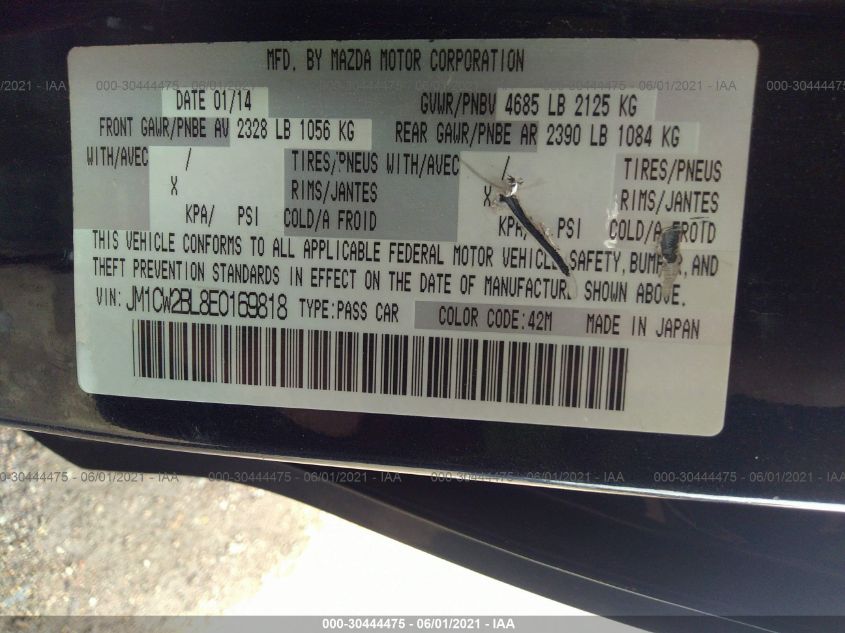 MFD. BY MAZDA MOTOR CORPORATION
DATE 01/14 GVWR/PNBV 4685 LB 2125 KG
FRONT GAWR/PNBE AV 2328 LB 1056 KG REAR GAWR/PNBE AR 2390 LB 1084 KG
WITH/AVEC / TIRES/PNEUS WITH/AVEC / TIRES/PNEUS
X RIMS/JANTES X RIMS/JANTES
KPA/ PSI COLD/A FROID KPA/ PSI COLD/A FROID
THIS VEHICLE CONFORMS TO ALL APPLICABLE FEDERAL MOTOR VEHICLE SAFETY, AND
THEFT PREVENTION STANDARDS IN EFFECT ON THE DATE OF MANUFACTURE SHOWN ABOVE.
VIN: JM1CW2BL8E0169818 TYPE: PASS CAR COLOR CODE: 42M MADE IN JAPAN
000-30444475 - 06/01/2021 - IAA